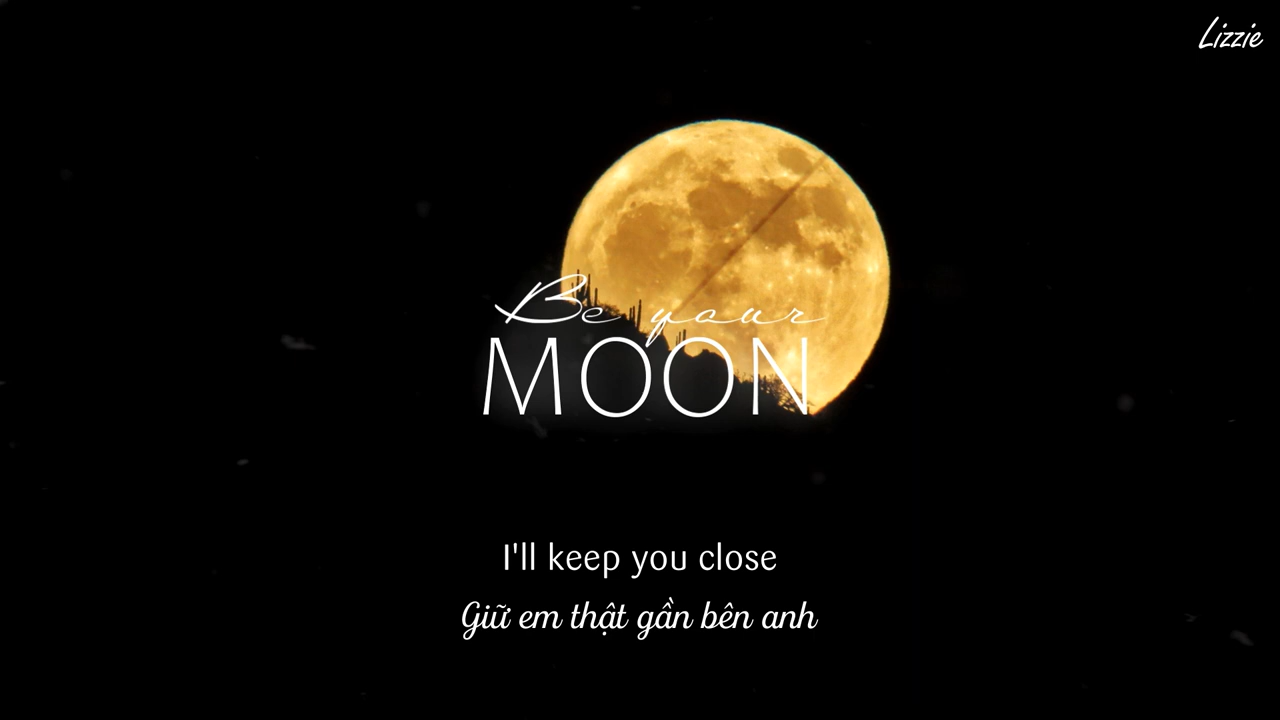 Lizzie
Be your
MOON
I'll keep you close
Giữ em thật gần bên anh